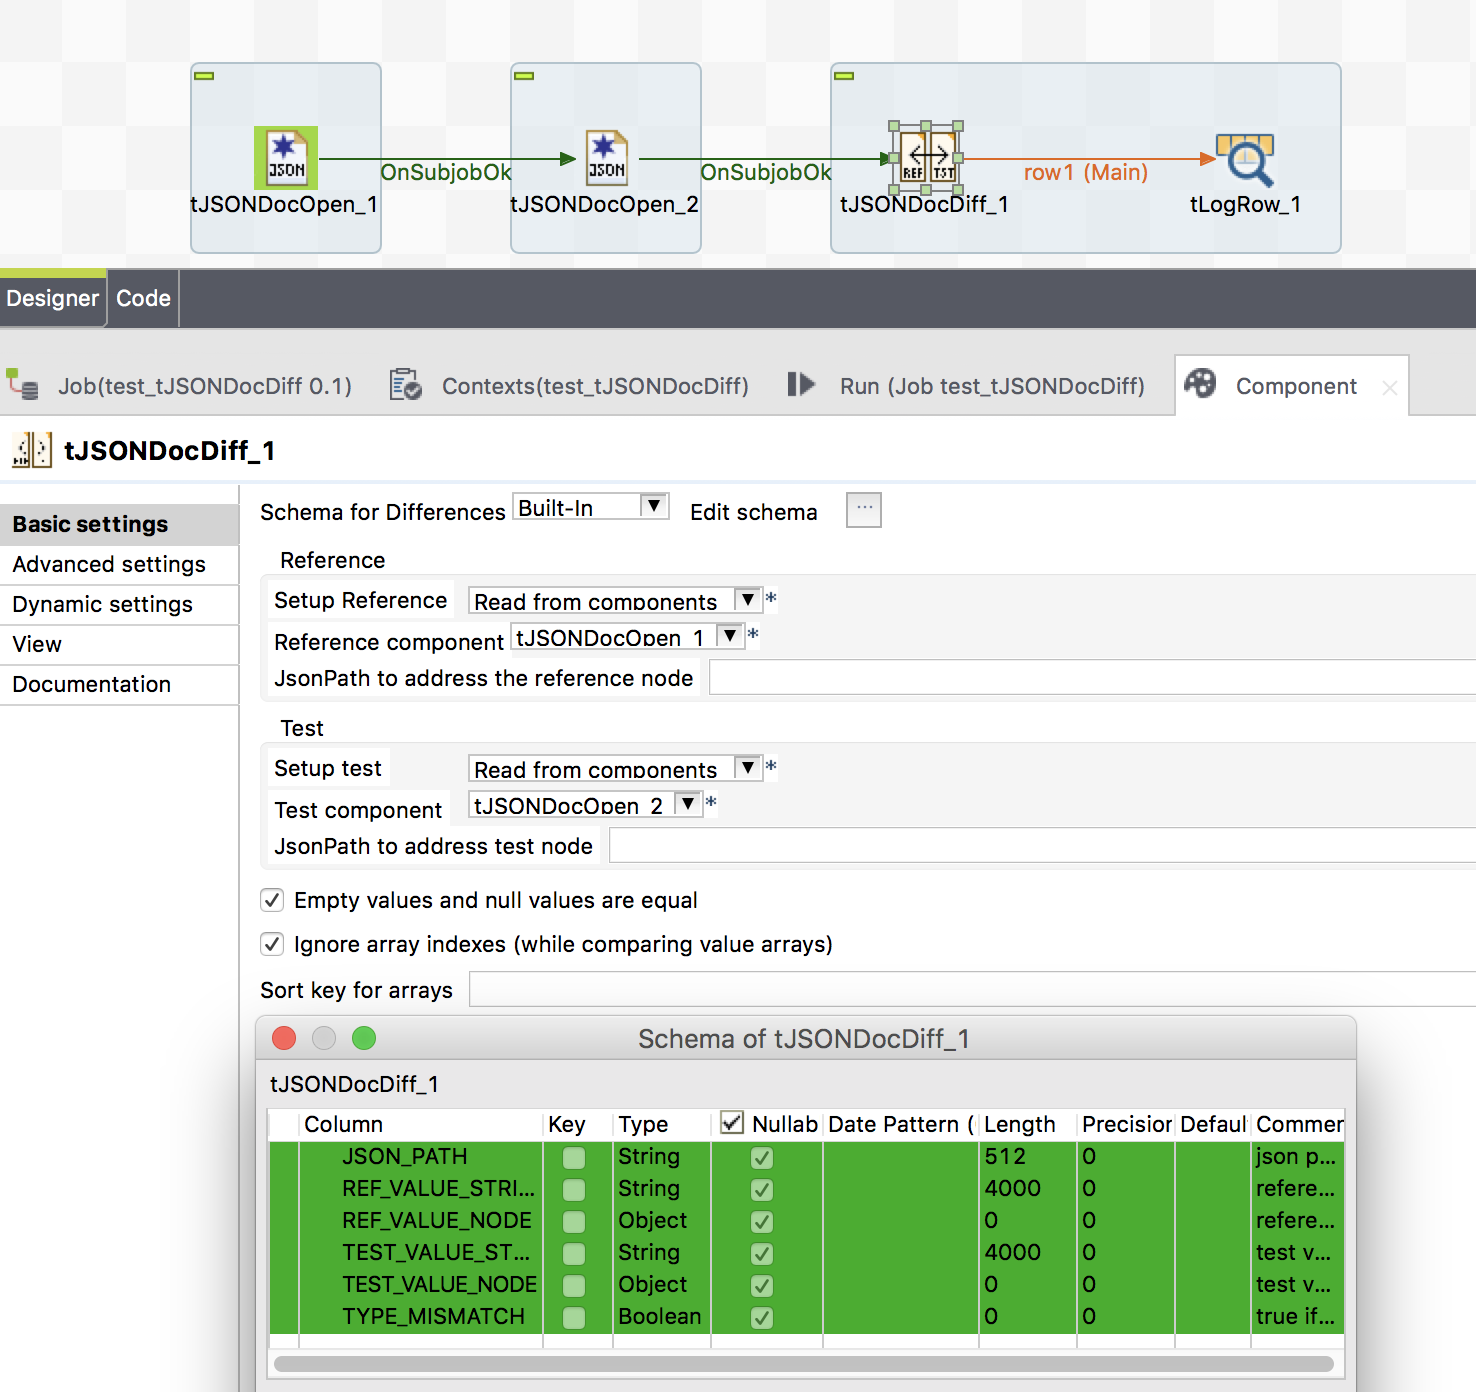 JSON JSON REF TST
OnSubjobOk OnSubjobOk row1 (Main)
tJSONDocOpen_1 tJSONDocOpen_2 tJSONDocDiff_1 tLogRow_1
Designer Code
Job(test_tJSONDocDiff 0.1) Contexts(test_tJSONDocDiff) Run (Job test_tJSONDocDiff) Component
tJSONDocDiff_1
Schema for Differences Built-In Edit schema ...
Basic settings
Advanced settings
Dynamic settings
View
Documentation
Reference
Setup Reference Read from components *
Reference component tJSONDocOpen_1 *
JsonPath to address the reference node
Test
Setup test Read from components *
Test component tJSONDocOpen_2 *
JsonPath to address test node
Empty values and null values are equal
Ignore array indexes (while comparing value arrays)
Sort key for arrays
Schema of tJSONDocDiff_1
tJSONDocDiff_1
Column Key Type Nullab Date Pattern ( Length Precision Defaul Commer
JSON_PATH String 512 0 json p...
REF_VALUE_STRI... String 4000 0 refere...
REF_VALUE_NODE Object 0 0 refere...
TEST_VALUE_ST... String 4000 0 test v...
TEST_VALUE_NODE Object 0 0 test v...
TYPE_MISMATCH Boolean 0 0 true if...